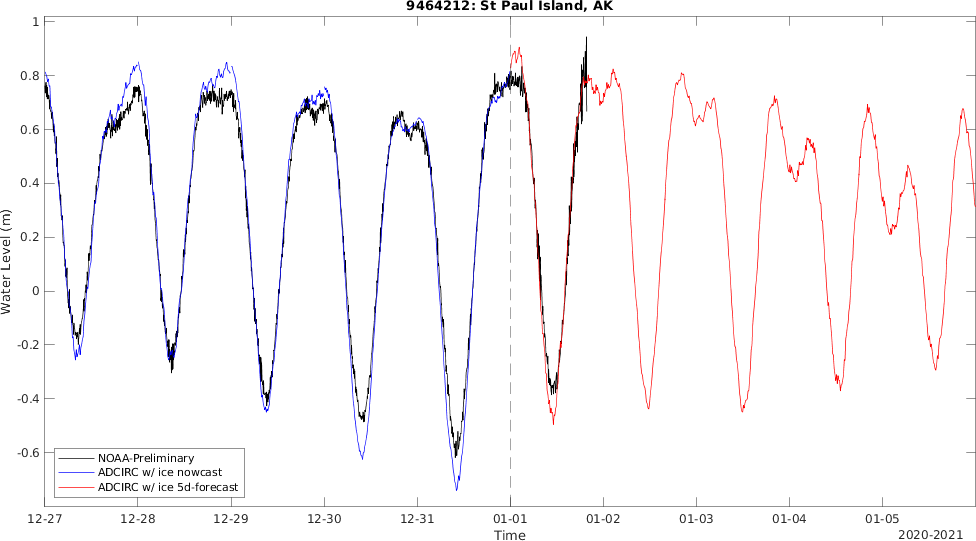 9464212: St Paul Island, AK
1
0.8
0.6
0.4
0.2
0
-0.2
-0.4
-0.6
Water Level (m)
NOAA-Preliminary
ADCIRC w/ ice nowcast
ADCIRC w/ ice 5d-forecast
12-27 12-28 12-29 12-30 12-31 01-01 01-02 01-03 01-04 01-05
Time
2020-2021